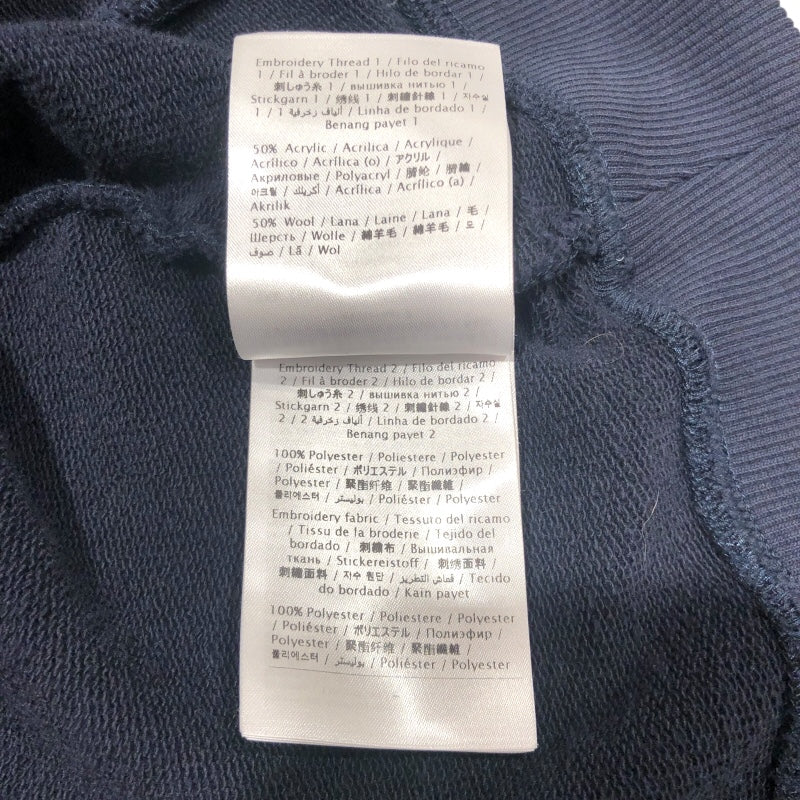 Embroidery Thread 1 / Filo del ricamo
1 / Fil à broder 1 / Hilo de bordar 1 /
刺しゅう糸 1 / вышивка нитью 1 /
Stickgarn 1 / 绣线 1 / 刺繡針線 1 / 자수실
1 / ألياف زخرفية 1 / Linha de bordado 1 /
Benang payet 1
50% Acrylic / Acrilica / Acrylique /
Acrílico / Acrilico (o) / アクリル /
Акриловые / Polyacryl / 腈纶 / 腈纖 /
아크릴 / أكريلك / Acrílica / Acrílico (a) /
Akrilik
50% Wool / Lana / Laine / Lana / 毛 /
Шерсть / Wolle / 綿羊毛 / 綿羊毛 / 모 /
صوف / Lã / Wol
Embroidery Thread 2 / Filo del ricamo
2 / Fil à broder 2 / Hilo de bordar 2 /
刺しゅう糸 2 / вышивка нитью 2 /
Stickgarn 2 / 绣线 2 / 刺繡針線 2 / 자수실
2 / ألياف زخرفية 2 / Linha de bordado 2 /
Benang payet 2
100% Polyester / Poliestere / Polyester
/ Poliéster / ポリエステル / Полиэфир /
Polyester / 聚酯纤维 / 聚酯纖維 /
폴리에스터 / بوليستر / Poliéster / Polyester
Embroidery fabric / Tessuto del ricamo
/ Tissu de la broderie / Tejido del
bordado / 刺繍布 / Вышивальная
ткань / Stickereistoff / 刺绣面料 /
刺繡面料 / 자수 원단 / قماش التطريز / Tecido
do bordado / Kain payet
100% Polyester / Poliestere / Polyester
/ Poliéster / ポリエステル / Полиэфир /
Polyester / 聚酯纤维 / 聚酯纖維 /
폴리에스터 / بوليستر / Poliéster / Polyester